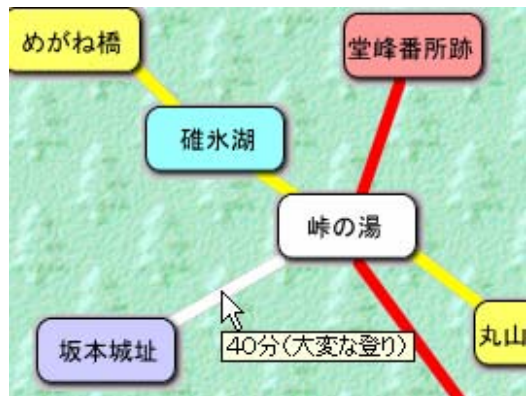 めがね橋
堂峰番所跡
碓氷湖
峠の湯
丸山
坂本城址
40分(大変な登り)